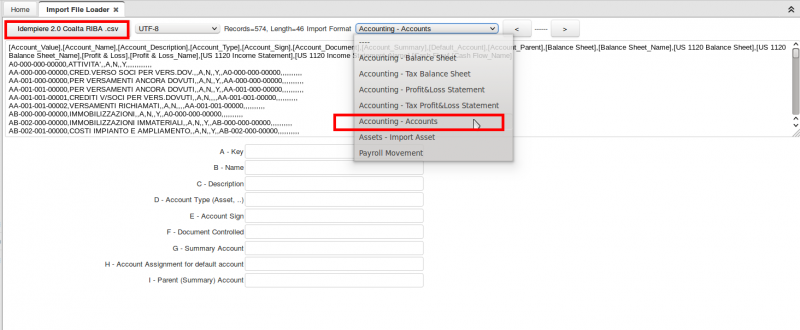 Home
Import File Loader
Idempiere 2.0 Coalta RIBA .csv
UTF-8
Records=574, Length=46 Import Format
Accounting - Accounts
<
------
>
[Account_Value],[Account_Name],[Account_Description],[Account_Type],[Account_Sign],[Account_Document Account_Summary],[Default_Account],[Account_Parent],[Balance Sheet],[Balance Sheet_Name],[US 1120 Balance Sheet],[US 1120
Balance Sheet_Name],[Profit & Loss],[Profit & Loss_Name],[US 1120 Income Statement],[US 1120 Income
A0-000-000-00000,ATTIVITA',,A,N,,Y,,,,,,,,,,,,
AA-000-000-00000,CRED.VERSO SOCI PER VERS.DOV.,,A,N,,Y,,A0-000-000-00000,,,,,,,,,,
AA-001-000-00000,PER VERSAMENTI ANCORA DOVUTI,,A,N,,Y,,AA-000-000-00000,,,,,,,,,,
AA-001-001-00000,PER VERSAMENTI ANCORA DOVUTI,,A,N,,Y,,AA-001-000-00000,,,,,,,,,,
AA-001-001-00001,CREDITI V/SOCI PER VERS.DOV.,,A,N,,,,AA-001-001-00000,,,,,,,,,,
AA-001-001-00002,VERSAMENTI RICHIAMATI,,A,N,,,,AA-001-001-00000,,,,,,,,,,
AB-000-000-00000,IMMOBILIZZAZIONI,,A,N,,Y,,A0-000-000-00000,,,,,,,,,,
AB-001-000-00000,IMMOBILIZZAZIONI IMMATERIALI,,A,N,,Y,,AB-000-000-00000,,,,,,,,,,
AB-002-001-00000,COSTI IMPIANTO E AMPLIAMENTO,,A,N,,Y,,AB-002-000-00000,,,,,,,,,,
----
Accounting - Balance Sheet
Accounting - Tax Balance Sheet
Accounting - Profit&Loss Statement
Accounting - Tax Profit&Loss Statement
Accounting - Accounts
Assets - Import Asset
Payroll Movement
A - Key
B - Name
C - Description
D - Account Type (Asset, ..)
E - Account Sign
F - Document Controlled
G - Summary Account
H - Account Assignment for default account
I - Parent (Summary) Account